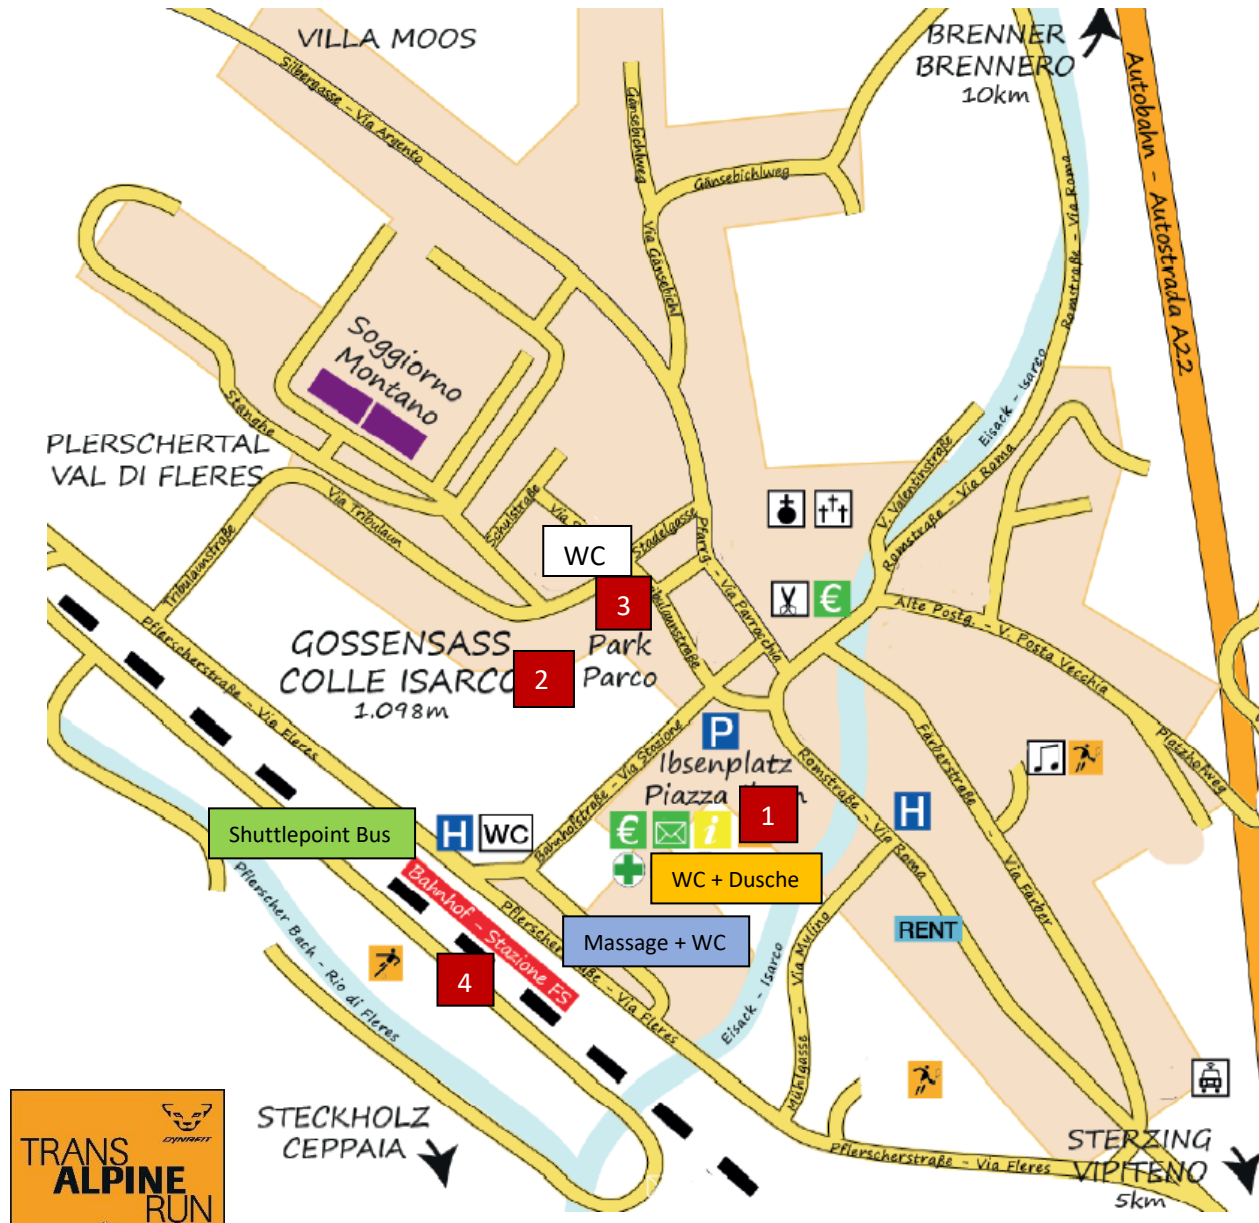 VILLA MOOS
BRENNER
BRENNERO
10km
Autobahn - Autostrada A22
Silbergasse - Via Argento
Gänsebichlweg
Gänsebichlweg
Via Gänsebichl
Romstraße - Via Roma
Soggiorno
Montano
Stanghe
PLERSCHERTAL
VAL DI FLERES
Via Tribulaun
Tribulaunstraße
Schulstraße
Stadelgasse
Pfarrg - Via Parrocchia
V. Valentinstraße
Eisack - Isarco
Romstraße - Via Roma
WC
3
Park
Parco
GOSSENSASS
COLLE ISARCO
1.098m
2
Pflerscherstraße - Via Fleres
Alte Postg. - V. Posta Vecchia
Platzhofweg
P
Ibsenplatz
Piazza
1
Bahnhofstraße - Via Stazione
Romstraße - Via Roma
Färberstraße - Via Färber
Shuttlepoint Bus
H
WC
€
€
i
H
WC + Dusche
Massage + WC
Bahnhof - Stazione FS
4
Pflerscherstraße - Via Fleres
RENT
Pflerscher Bach - Rio di Fleres
Eisack - Isarco
Mühlgasse - Via Mulino
STECKHOLZ
CEPPAIA
Pflerscherstraße - Via Fleres
STERZING
VIPITENO
5km
DYNAFIT
TRANS
ALPINE
RUN